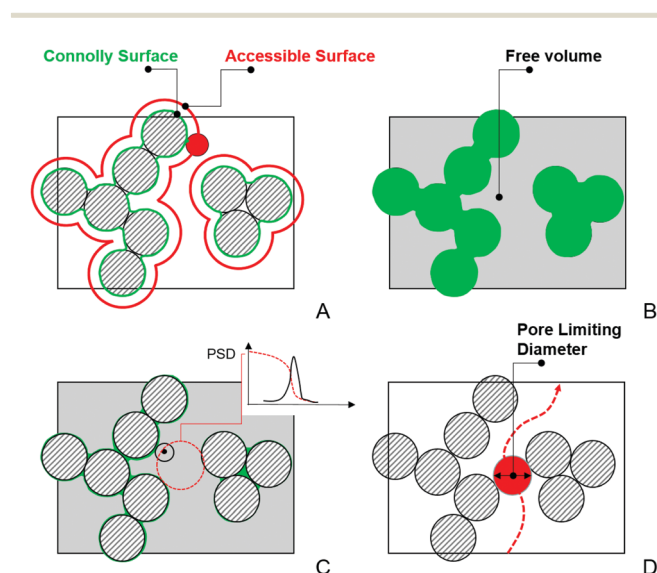 Connolly Surface
Accessible Surface
Free volume
A
B
PSD
Pore Limiting
Diameter
C
D